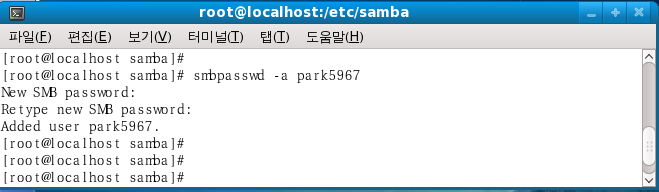 root@localhost:/etc/samba
파일(F) 편집(E) 보기(V) 터미널(T) 탭(T) 도움말(H)
[root@localhost samba]#
[root@localhost samba]# smbpasswd -a park5967
New SMB password:
Retype new SMB password:
Added user park5967.
[root@localhost samba]#
[root@localhost samba]#
[root@localhost samba]#